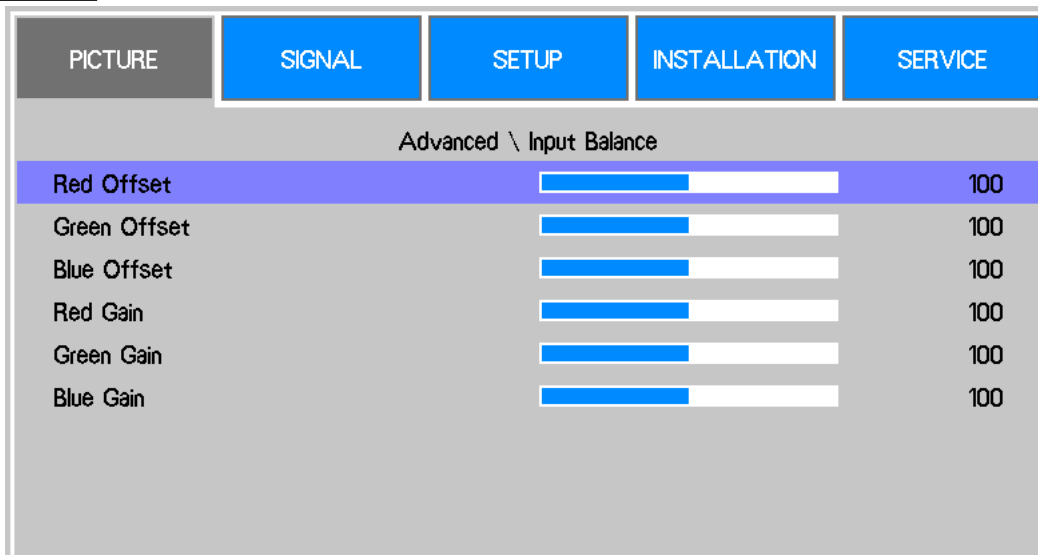 PICTURE SIGNAL SETUP INSTALLATION SERVICE
Advanced \ Input Balance
Red Offset 100
Green Offset 100
Blue Offset 100
Red Gain 100
Green Gain 100
Blue Gain 100